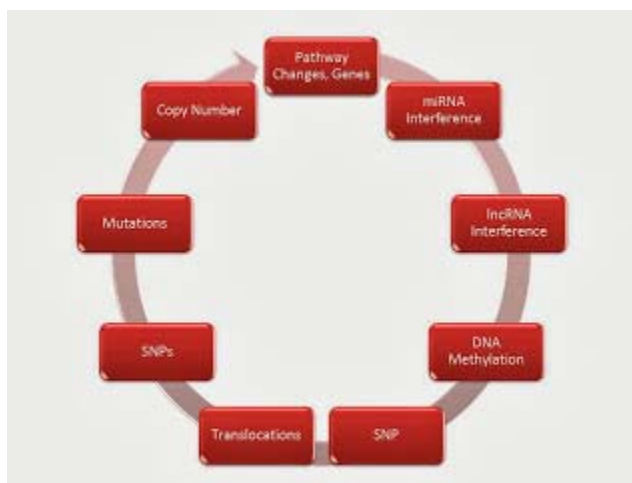 Pathway
Changes, Genes
miRNA
Interference
lncRNA
Interference
DNA
Methylation
SNP
Translocations
SNPs
Mutations
Copy Number